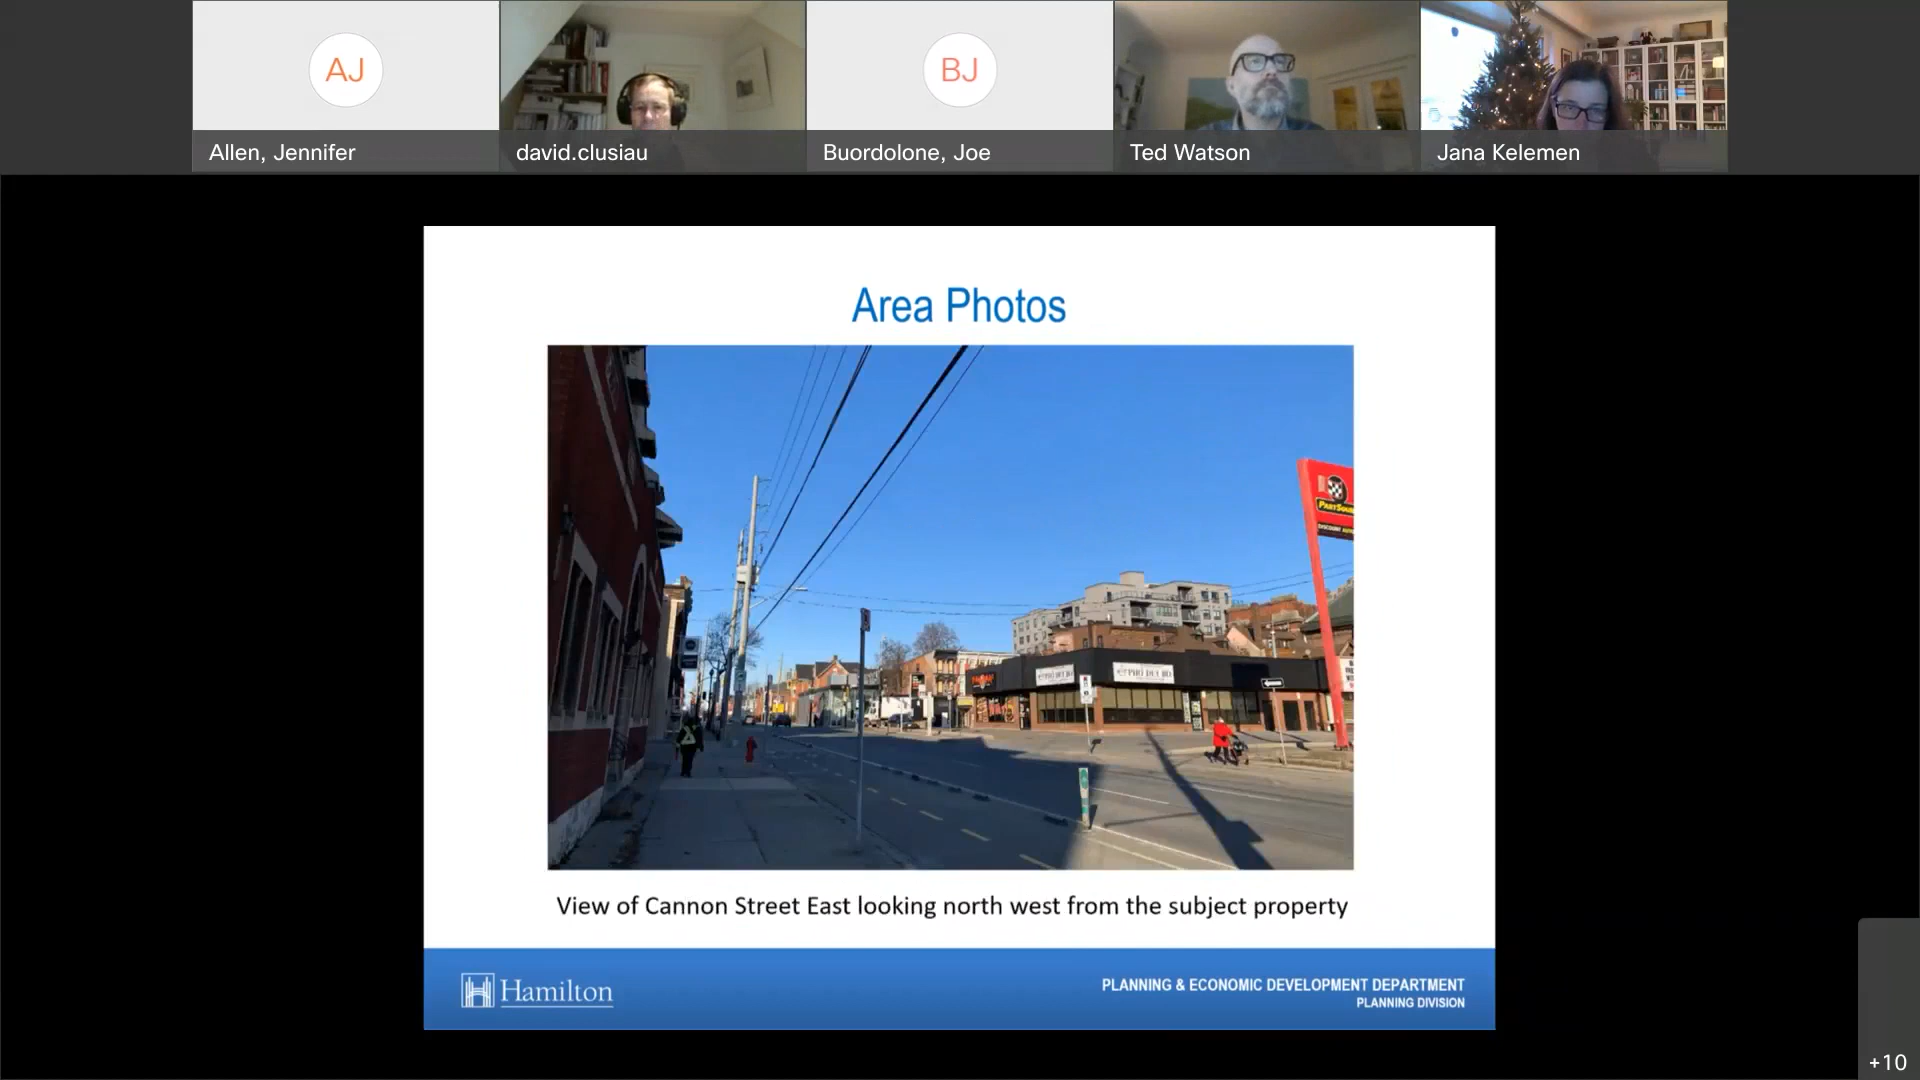 AJ
BJ
Allen, Jennifer
david.clusiau
Buordolone, Joe
Ted Watson
Jana Kelemen
Area Photos
View of Cannon Street East looking north west from the subject property
Hamilton
PLANNING & ECONOMIC DEVELOPMENT DEPARTMENT
PLANNING DIVISION
+10